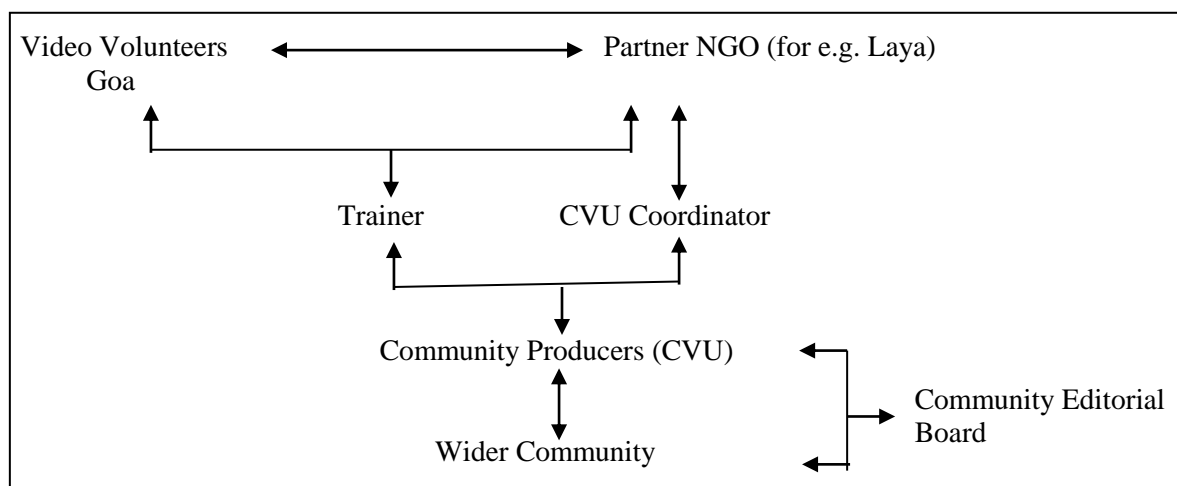 Video Volunteers
Goa
Partner NGO (for e.g. Laya)
Trainer
CVU Coordinator
Community Producers (CVU)
Wider Community
Community Editorial
Board